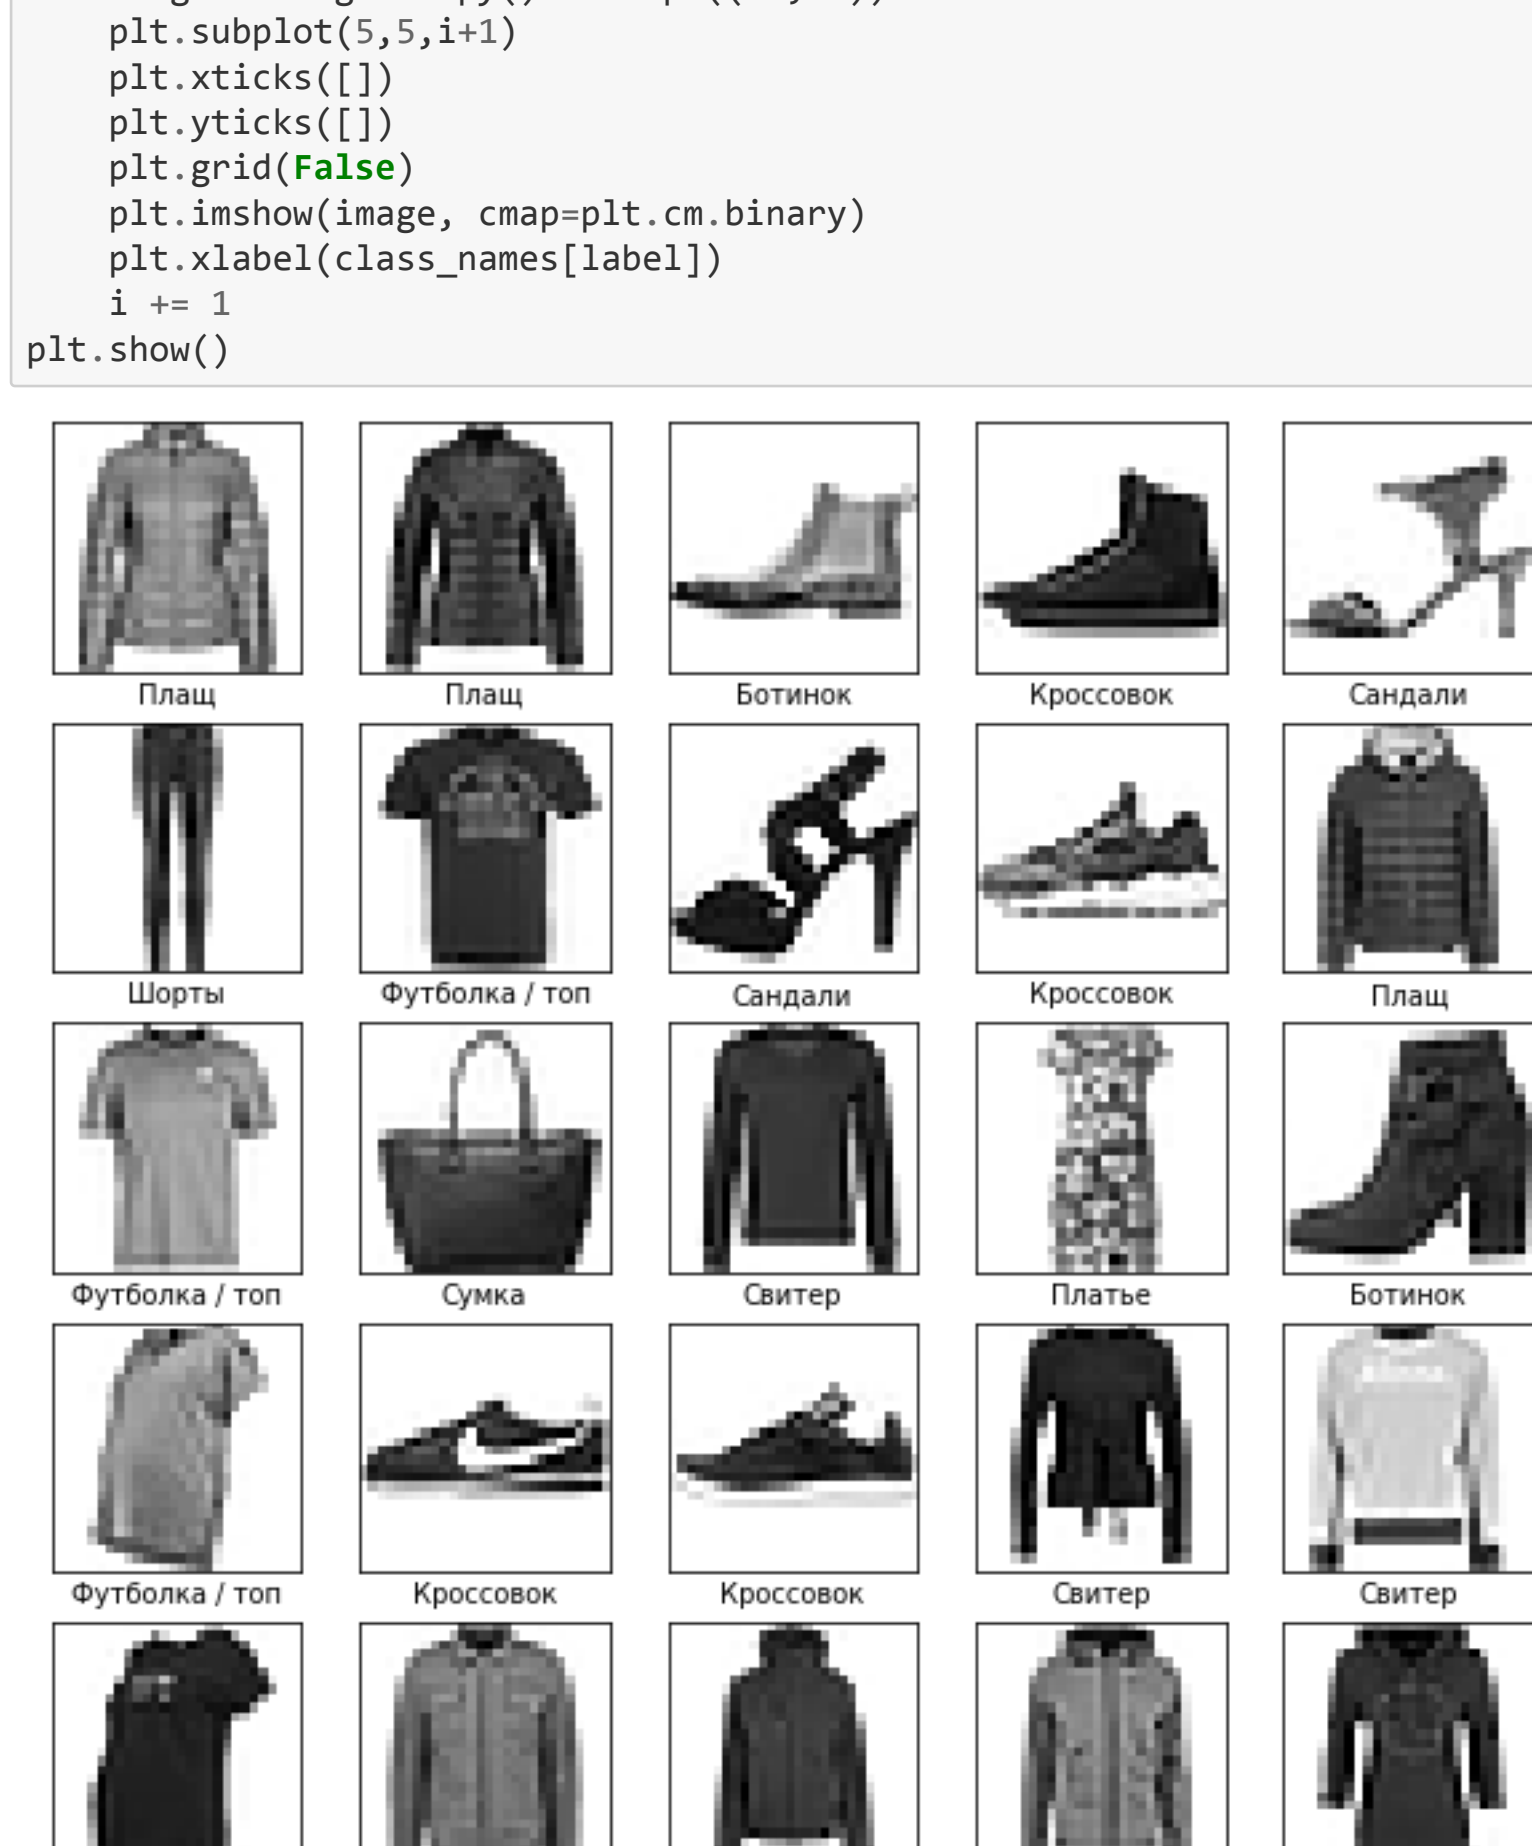 plt.subplot(5,5,i+1)
plt.xticks([])
plt.yticks([])
plt.grid(False)
plt.imshow(image, cmap=plt.cm.binary)
plt.xlabel(class_names[label])
i += 1
plt.show()
Плащ Плащ Ботинок Кроссовок Сандали
Шорты Футболка / топ Сандали Кроссовок Плащ
Футболка / топ Сумка Свитер Платье Ботинок
Футболка / топ Кроссовок Кроссовок Свитер Свитер